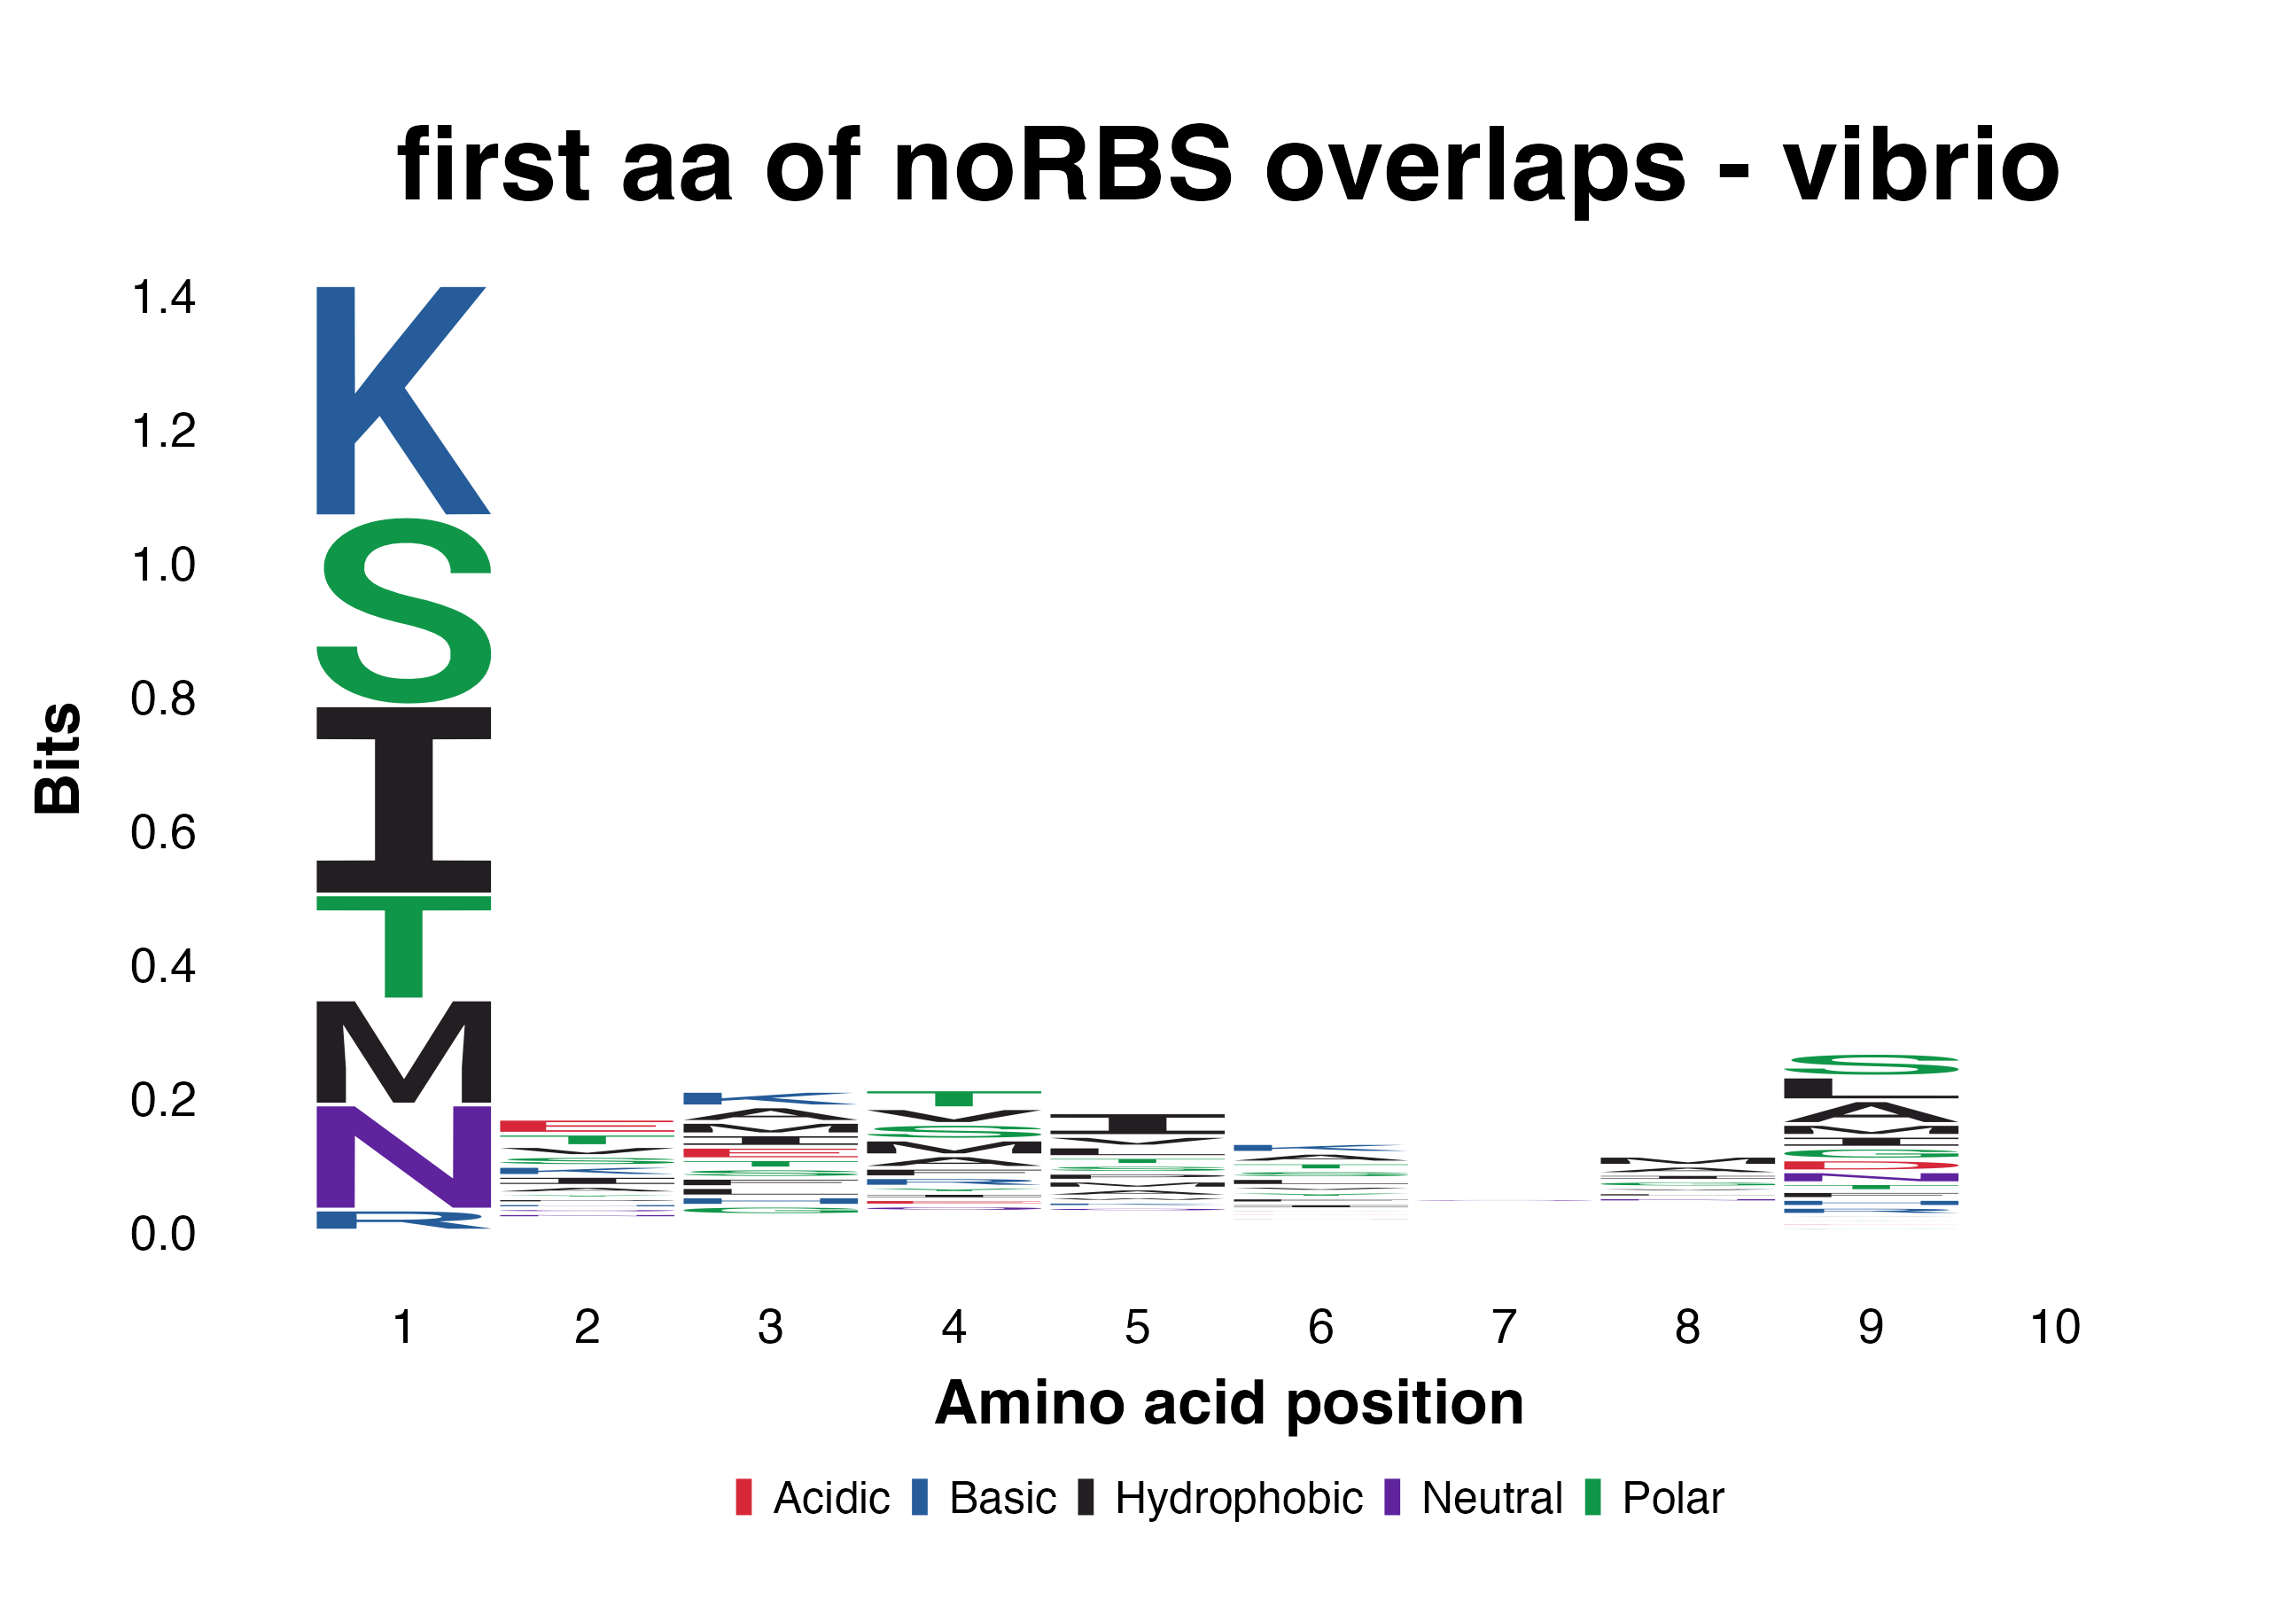 first aa of noRBS overlaps - vibrio
1.4
1.2
1.0
0.8
0.6
0.4
0.2
0.0
Bits
K
S
I
T
M
N
R
1 2 3 4 5 6 7 8 9 10
Amino acid position
Acidic Basic Hydrophobic Neutral Polar